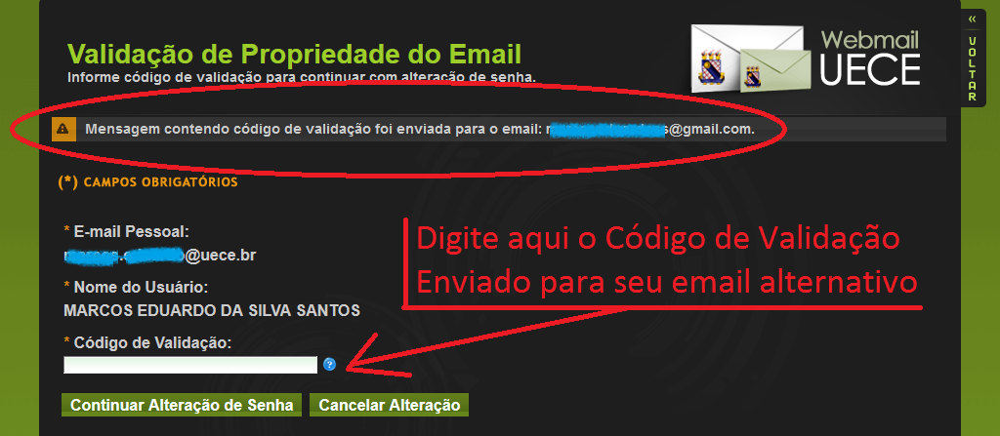 «
VOLTAR
Validação de Propriedade do Email
Informe código de validação para continuar com alteração de senha.
Webmail
UECE
Mensagem contendo código de validação foi enviada para o email: s@gmail.com.
(*) CAMPOS OBRIGATÓRIOS
* E-mail Pessoal:
@uece.br
* Nome do Usuário:
MARCOS EDUARDO DA SILVA SANTOS
* Código de Validação:
?
Digite aqui o Código de Validação
Enviado para seu email alternativo
Continuar Alteração de Senha
Cancelar Alteração